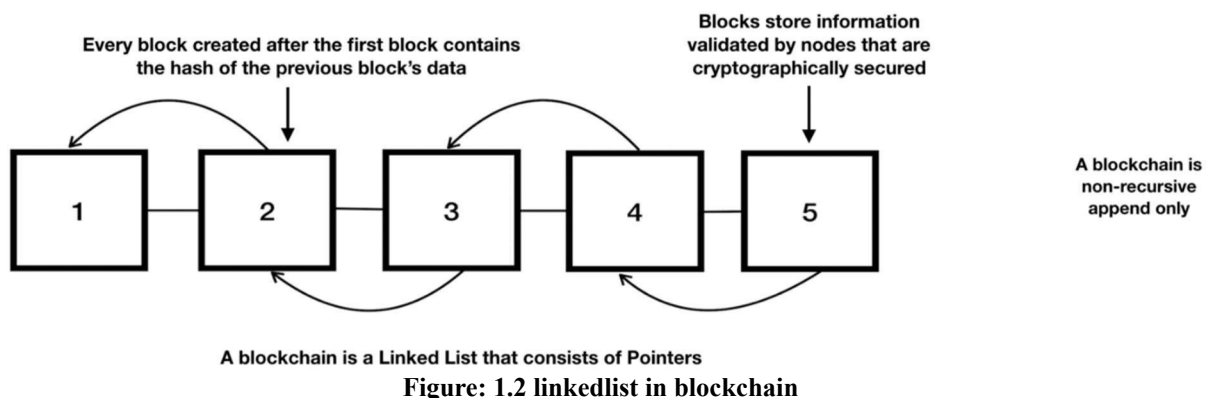 Blocks store information
validated by nodes that are
cryptographically secured
Every block created after the first block contains
the hash of the previous block's data
1
2
3
4
5
A blockchain is
non-recursive
append only
A blockchain is a Linked List that consists of Pointers
Figure: 1.2 linkedlist in blockchain